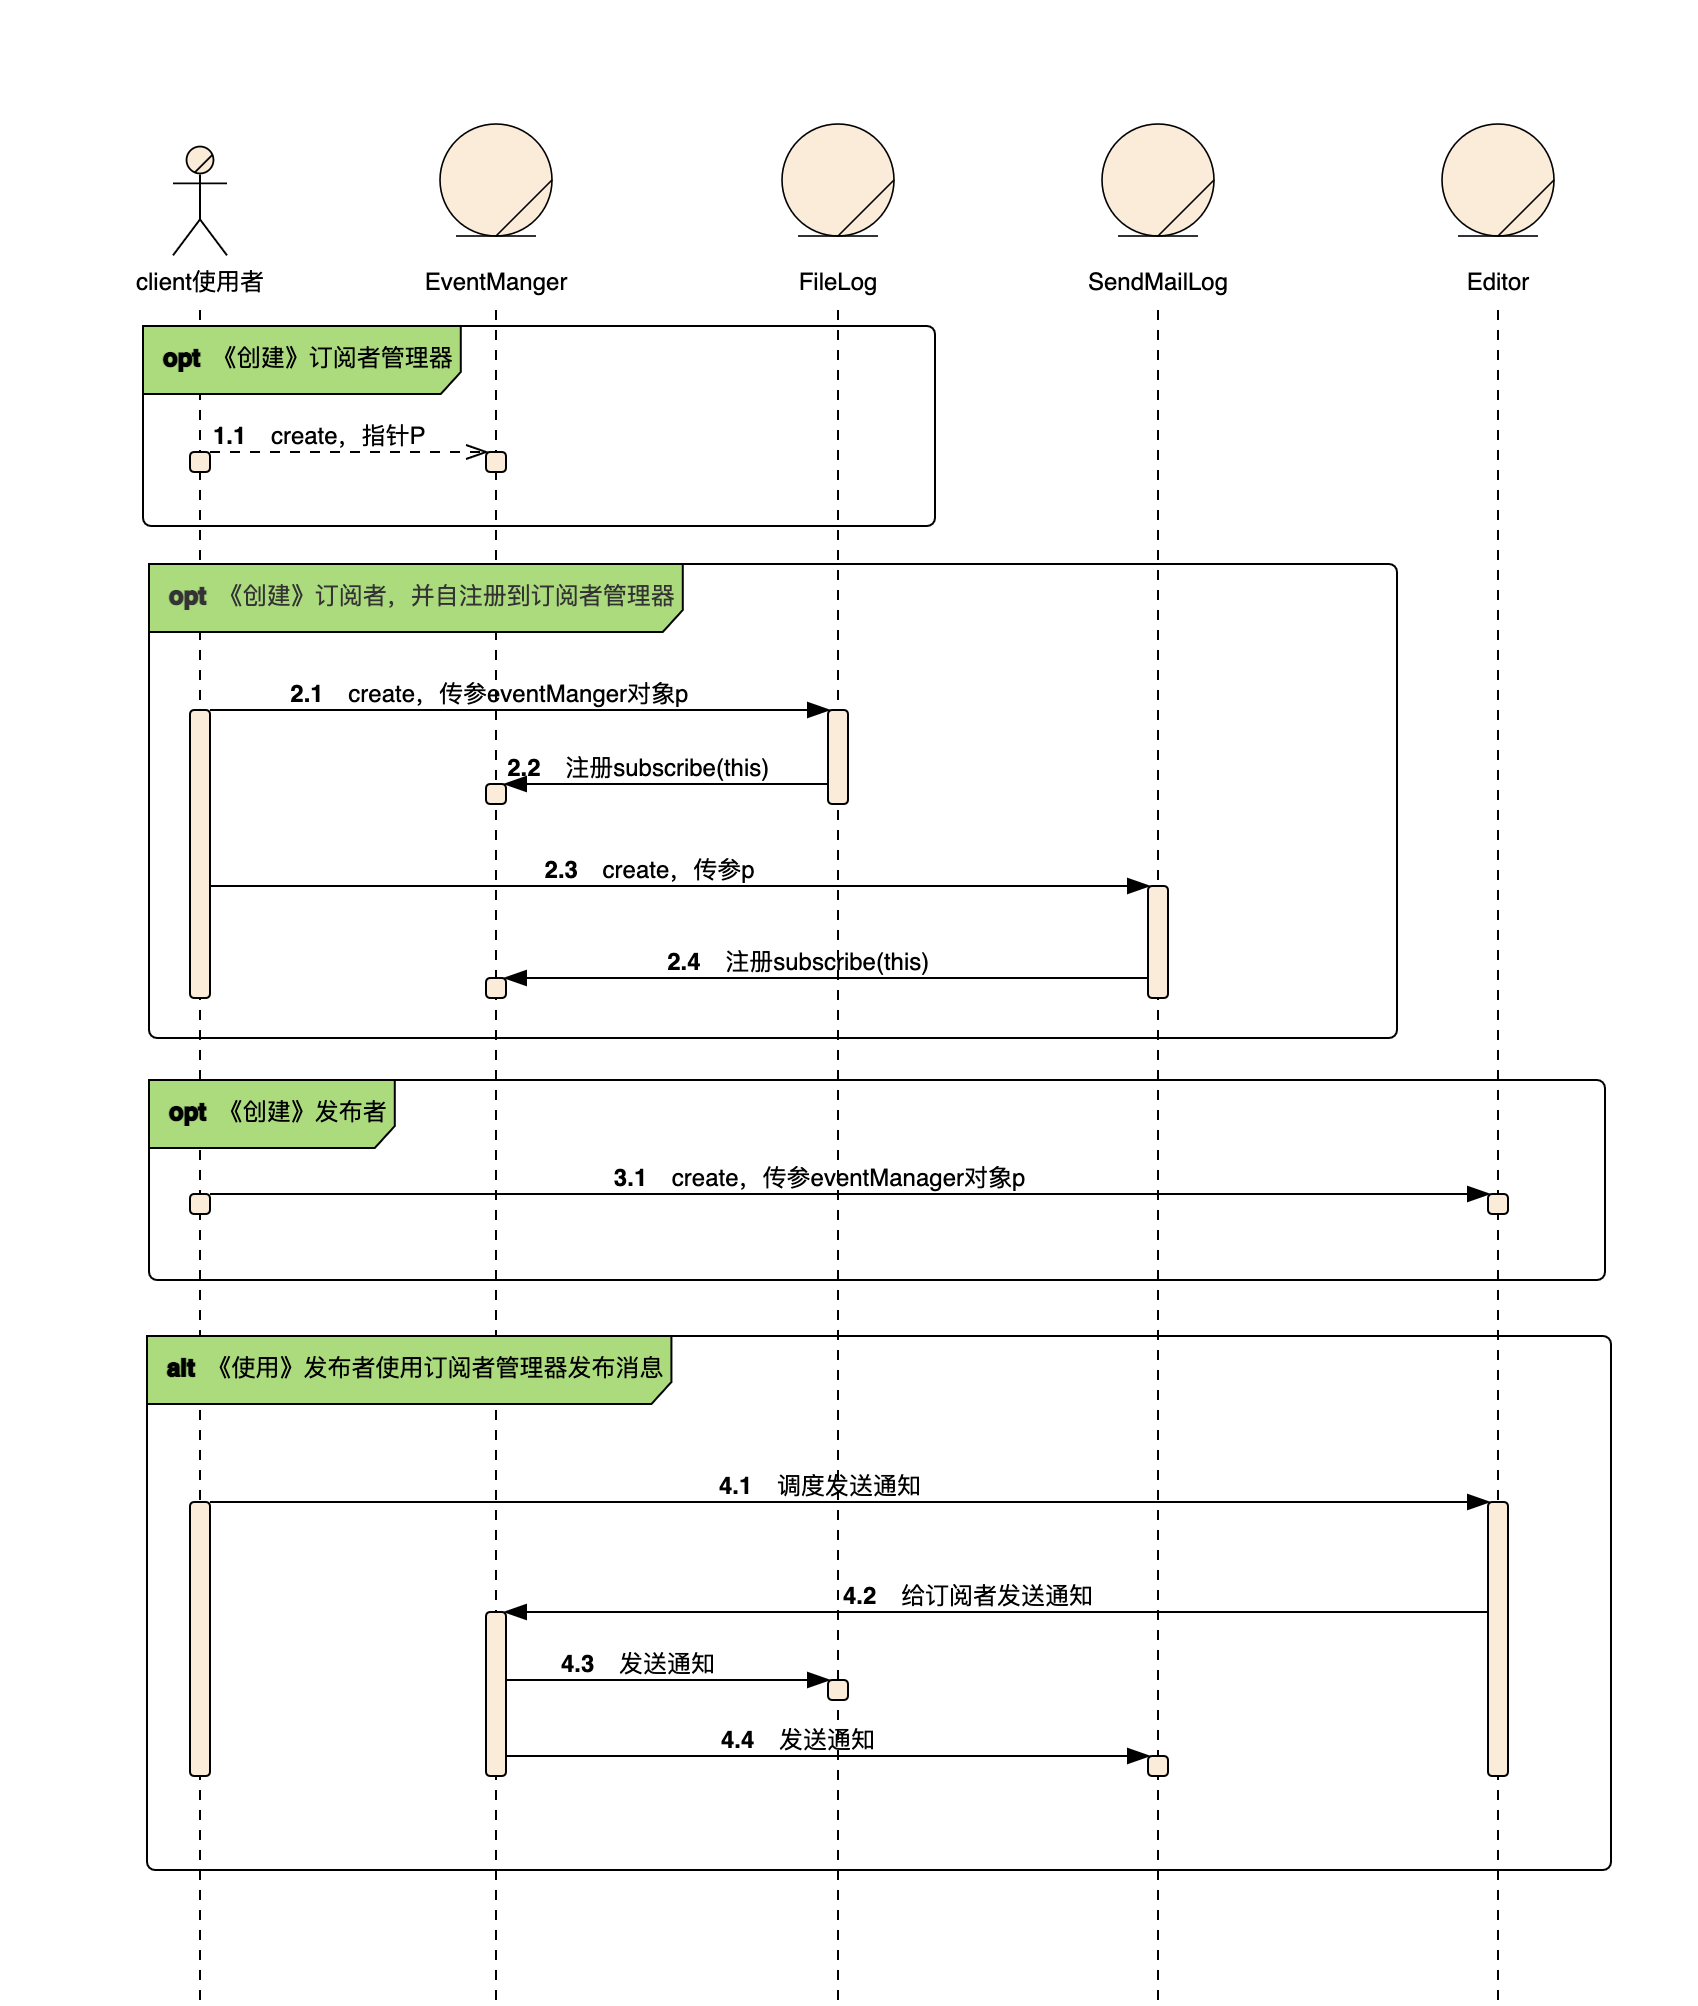 client使用者
EventManger
FileLog
SendMailLog
Editor
opt 《创建》订阅者管理器
1.1 create，指针P
opt 《创建》订阅者，并自注册到订阅者管理器
2.1 create，传参eventManger对象p
2.2 注册subscribe(this)
2.3 create，传参p
2.4 注册subscribe(this)
opt 《创建》发布者
3.1 create，传参eventManager对象p
alt 《使用》发布者使用订阅者管理器发布消息
4.1 调度发送通知
4.2 给订阅者发送通知
4.3 发送通知
4.4 发送通知